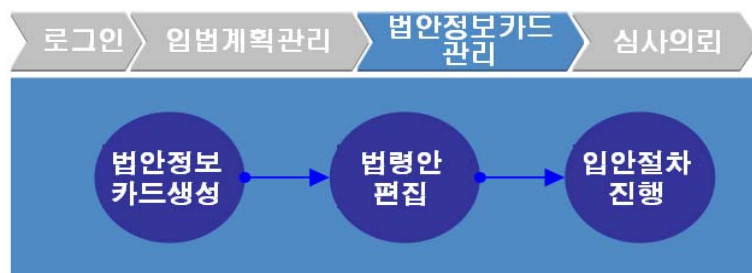 로그인
입법계획관리
법안정보카드
관리
심사의뢰
법안정보
카드생성
법령안
편집
입안절차
진행